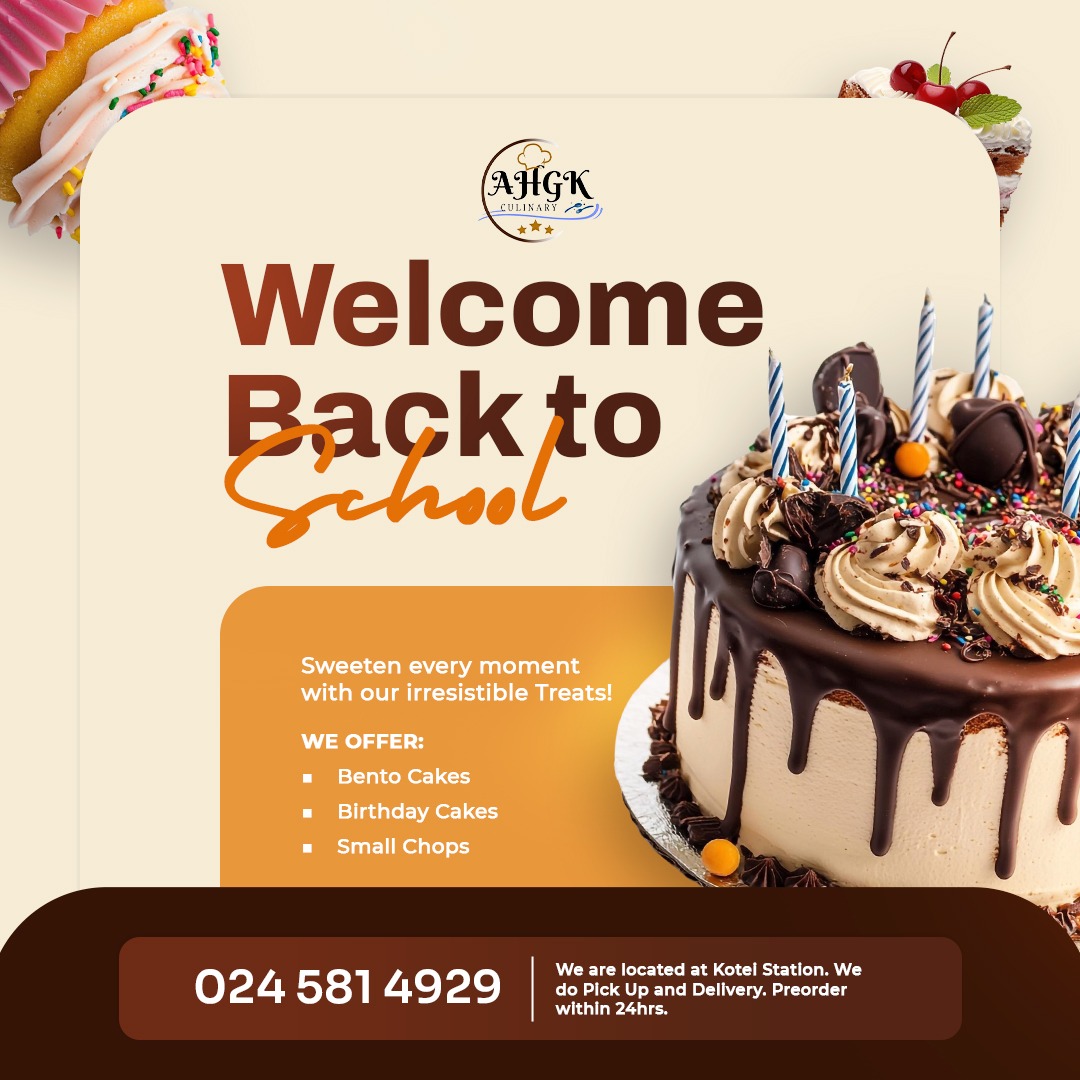 AHGK
CULINARY
Welcome
Back to
School
Sweeten every moment
with our irresistible Treats!
WE OFFER:
▪ Bento Cakes
▪ Birthday Cakes
▪ Small Chops
024 581 4929
We are located at Kotei Station. We
do Pick Up and Delivery. Preorder
within 24hrs.